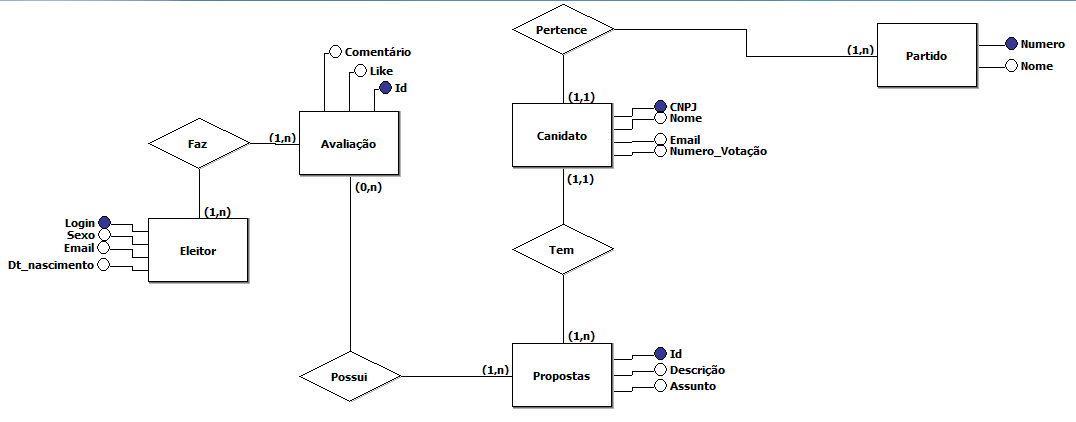 Pertence
(1,n)
Partido
Numero
Nome
Comentário
Like
Id
(1,1)
Canidato
CNPJ
Nome
Email
Numero_Votação
(1,1)
Faz
(1,n)
Avaliação
(0,n)
(1,n)
Login
Sexo
Email
Dt_nascimento
Eleitor
Tem
(1,n)
Possui
(1,n)
Propostas
Id
Descrição
Assunto